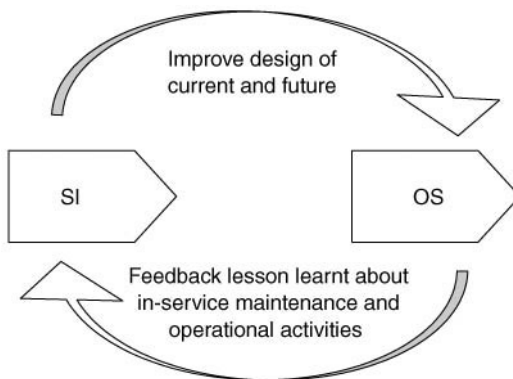 Improve design of
current and future
SI
OS
Feedback lesson learnt about
in-service maintenance and
operational activities